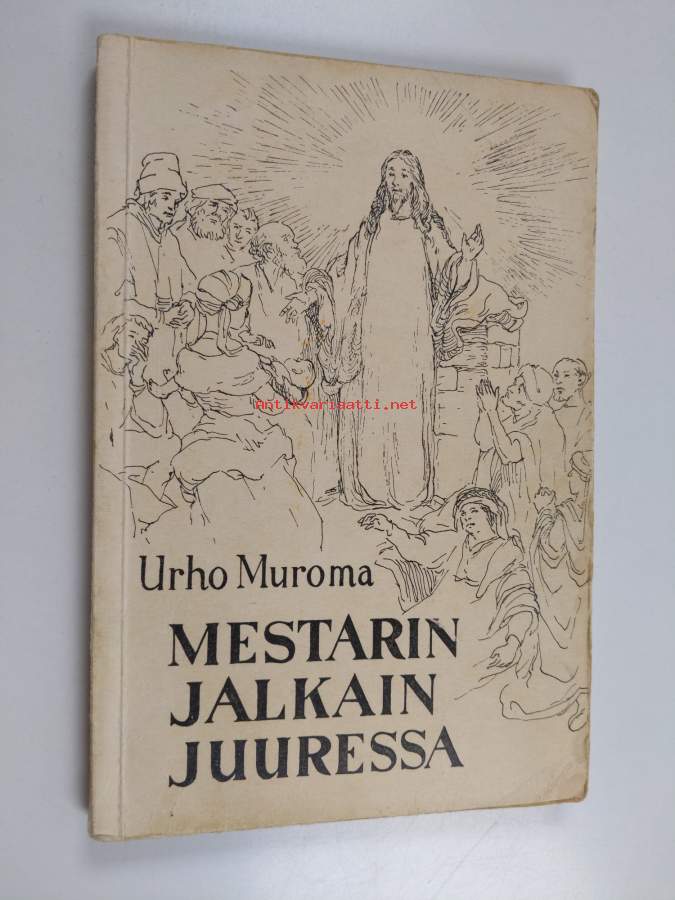 Antikvariaatti.net
Urho Muroma
MESTARIN
JALKAIN
JUURESSA